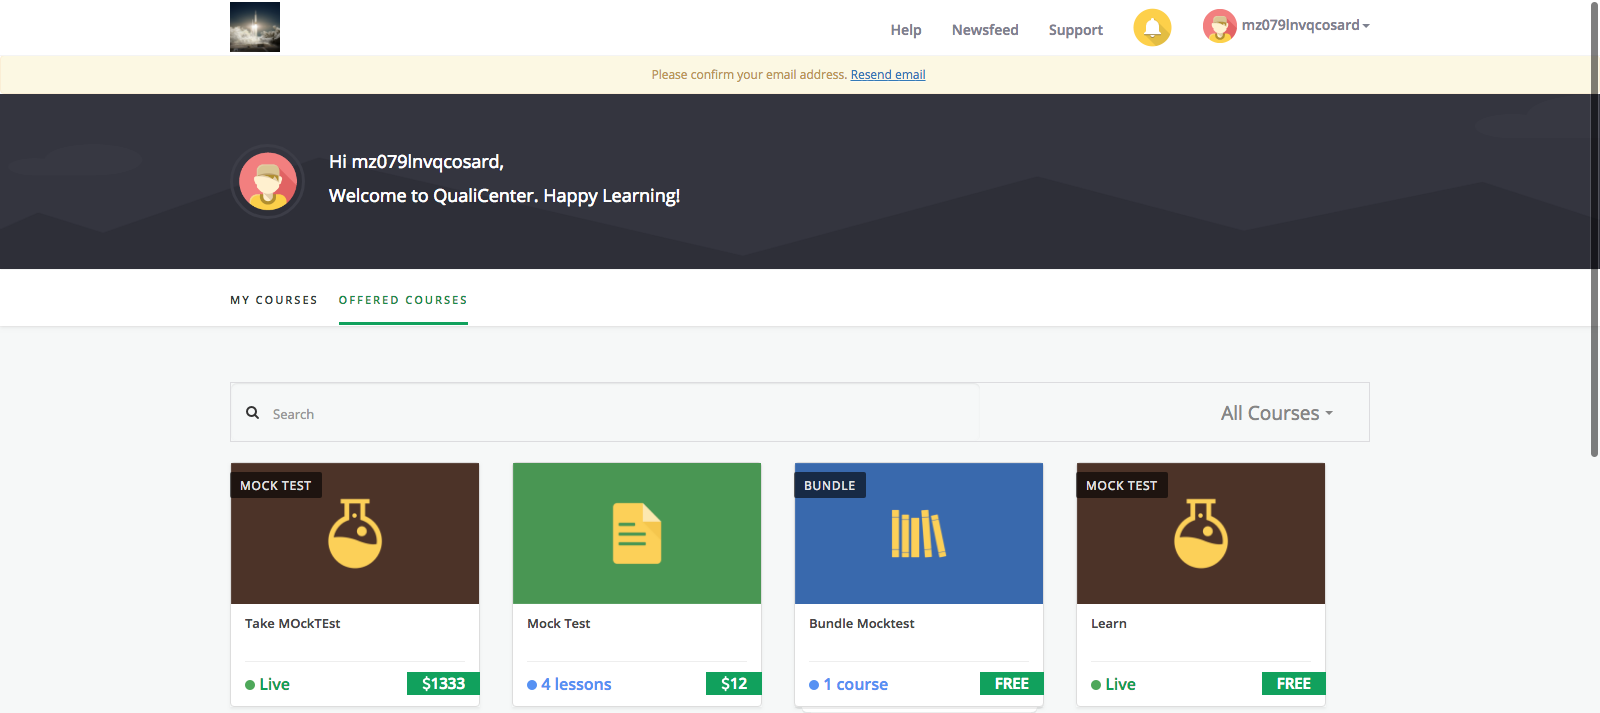 Help Newsfeed Support mz079lnvqcosard
Please confirm your email address. Resend email
Hi mz079lnvqcosard,
Welcome to QualiCenter. Happy Learning!
MY COURSES OFFERED COURSES
Search All Courses
MOCK TEST
Take MOckTEst
Live $1333
Mock Test
4 lessons $12
BUNDLE
Bundle Mocktest
1 course FREE
MOCK TEST
Learn
Live FREE